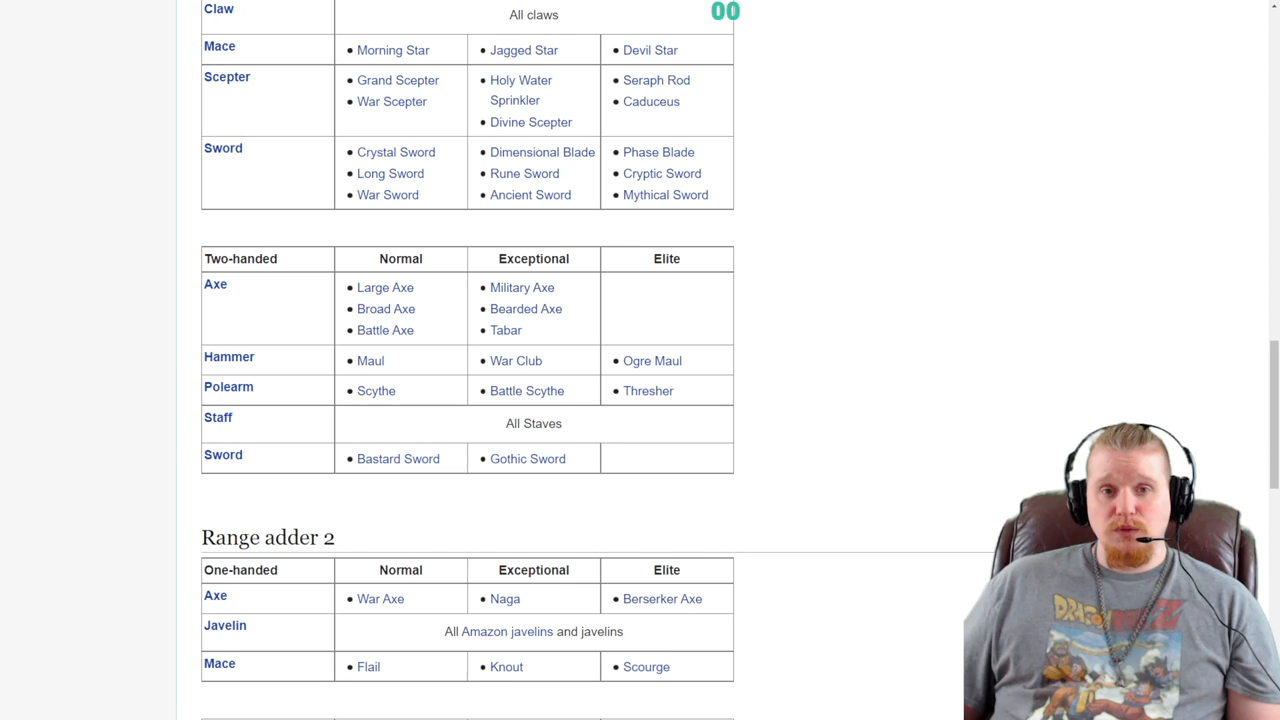 Claw
All claws
00
Mace
Morning Star
Jagged Star
Devil Star
Scepter
Grand Scepter
War Scepter
Holy Water
Sprinkler
Divine Scepter
Seraph Rod
Caduceus
Sword
Crystal Sword
Long Sword
War Sword
Dimensional Blade
Rune Sword
Ancient Sword
Phase Blade
Cryptic Sword
Mythical Sword
Two-handed Normal Exceptional Elite
Axe
Large Axe
Broad Axe
Battle Axe
Military Axe
Bearded Axe
Tabar
Hammer
Maul
War Club
Ogre Maul
Polearm
Scythe
Battle Scythe
Thresher
Staff
All Staves
Sword
Bastard Sword
Gothic Sword
Range adder 2
One-handed Normal Exceptional Elite
Axe
War Axe
Naga
Berserker Axe
Javelin
All Amazon javelins and javelins
Mace
Flail
Knout
Scourge
DRAGON